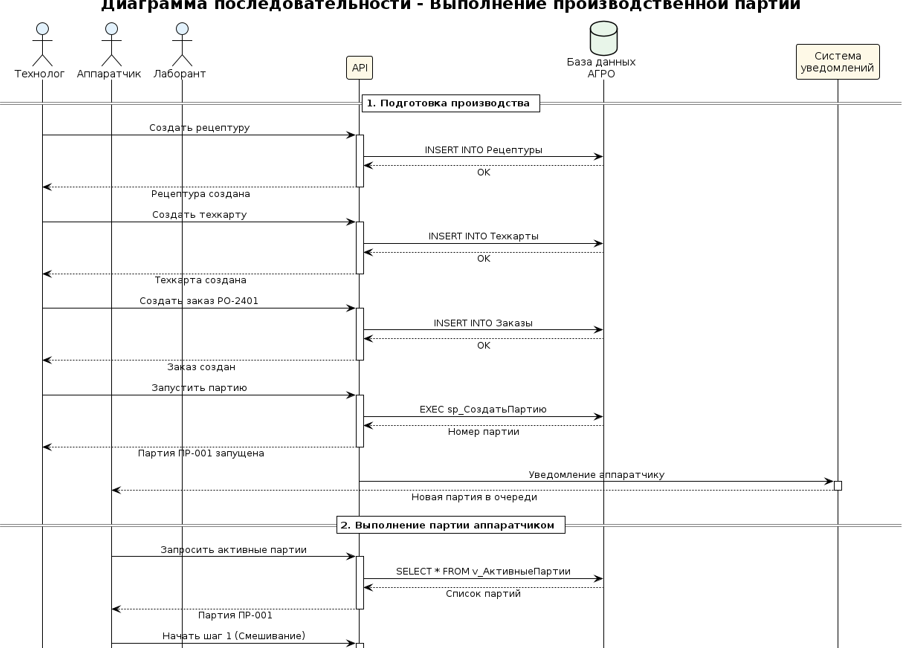 Диаграмма последовательности - Выполнение производственной партии
Технолог
Аппаратчик
Лаборант
API
База данных
АГРО
Система
уведомлений
1. Подготовка производства
Создать рецептуру
INSERT INTO Рецептуры
OK
Рецептура создана
Создать техкарту
INSERT INTO Техкарты
OK
Техкарта создана
Создать заказ PO-2401
INSERT INTO Заказы
OK
Заказ создан
Запустить партию
EXEC sp_СоздатьПартию
Номер партии
Партия ПР-001 запущена
Уведомление аппаратчику
Новая партия в очереди
2. Выполнение партии аппаратчиком
Запросить активные партии
SELECT * FROM v_АктивныеПартии
Список партий
Партия ПР-001
Начать шаг 1 (Смешивание)